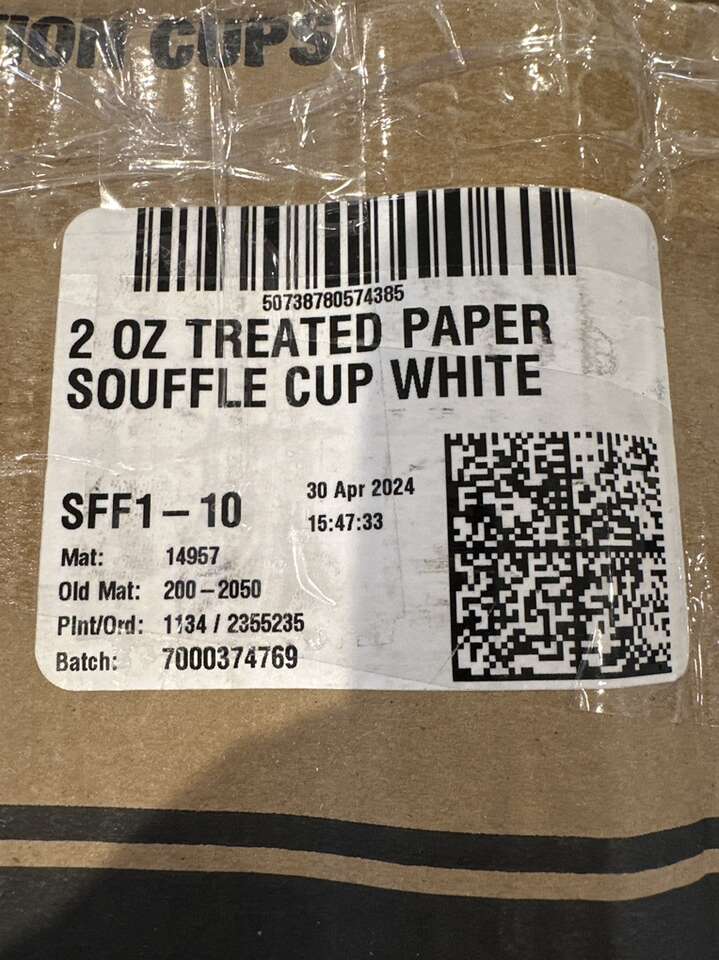 CUPS
50738780574385
2 OZ TREATED PAPER
SOUFFLE CUP WHITE
SFF1-10
30 Apr 2024
15:47:33
Mat: 14957
Old Mat: 200-2050
Plnt/Ord: 1134 / 2355235
Batch: 7000374769